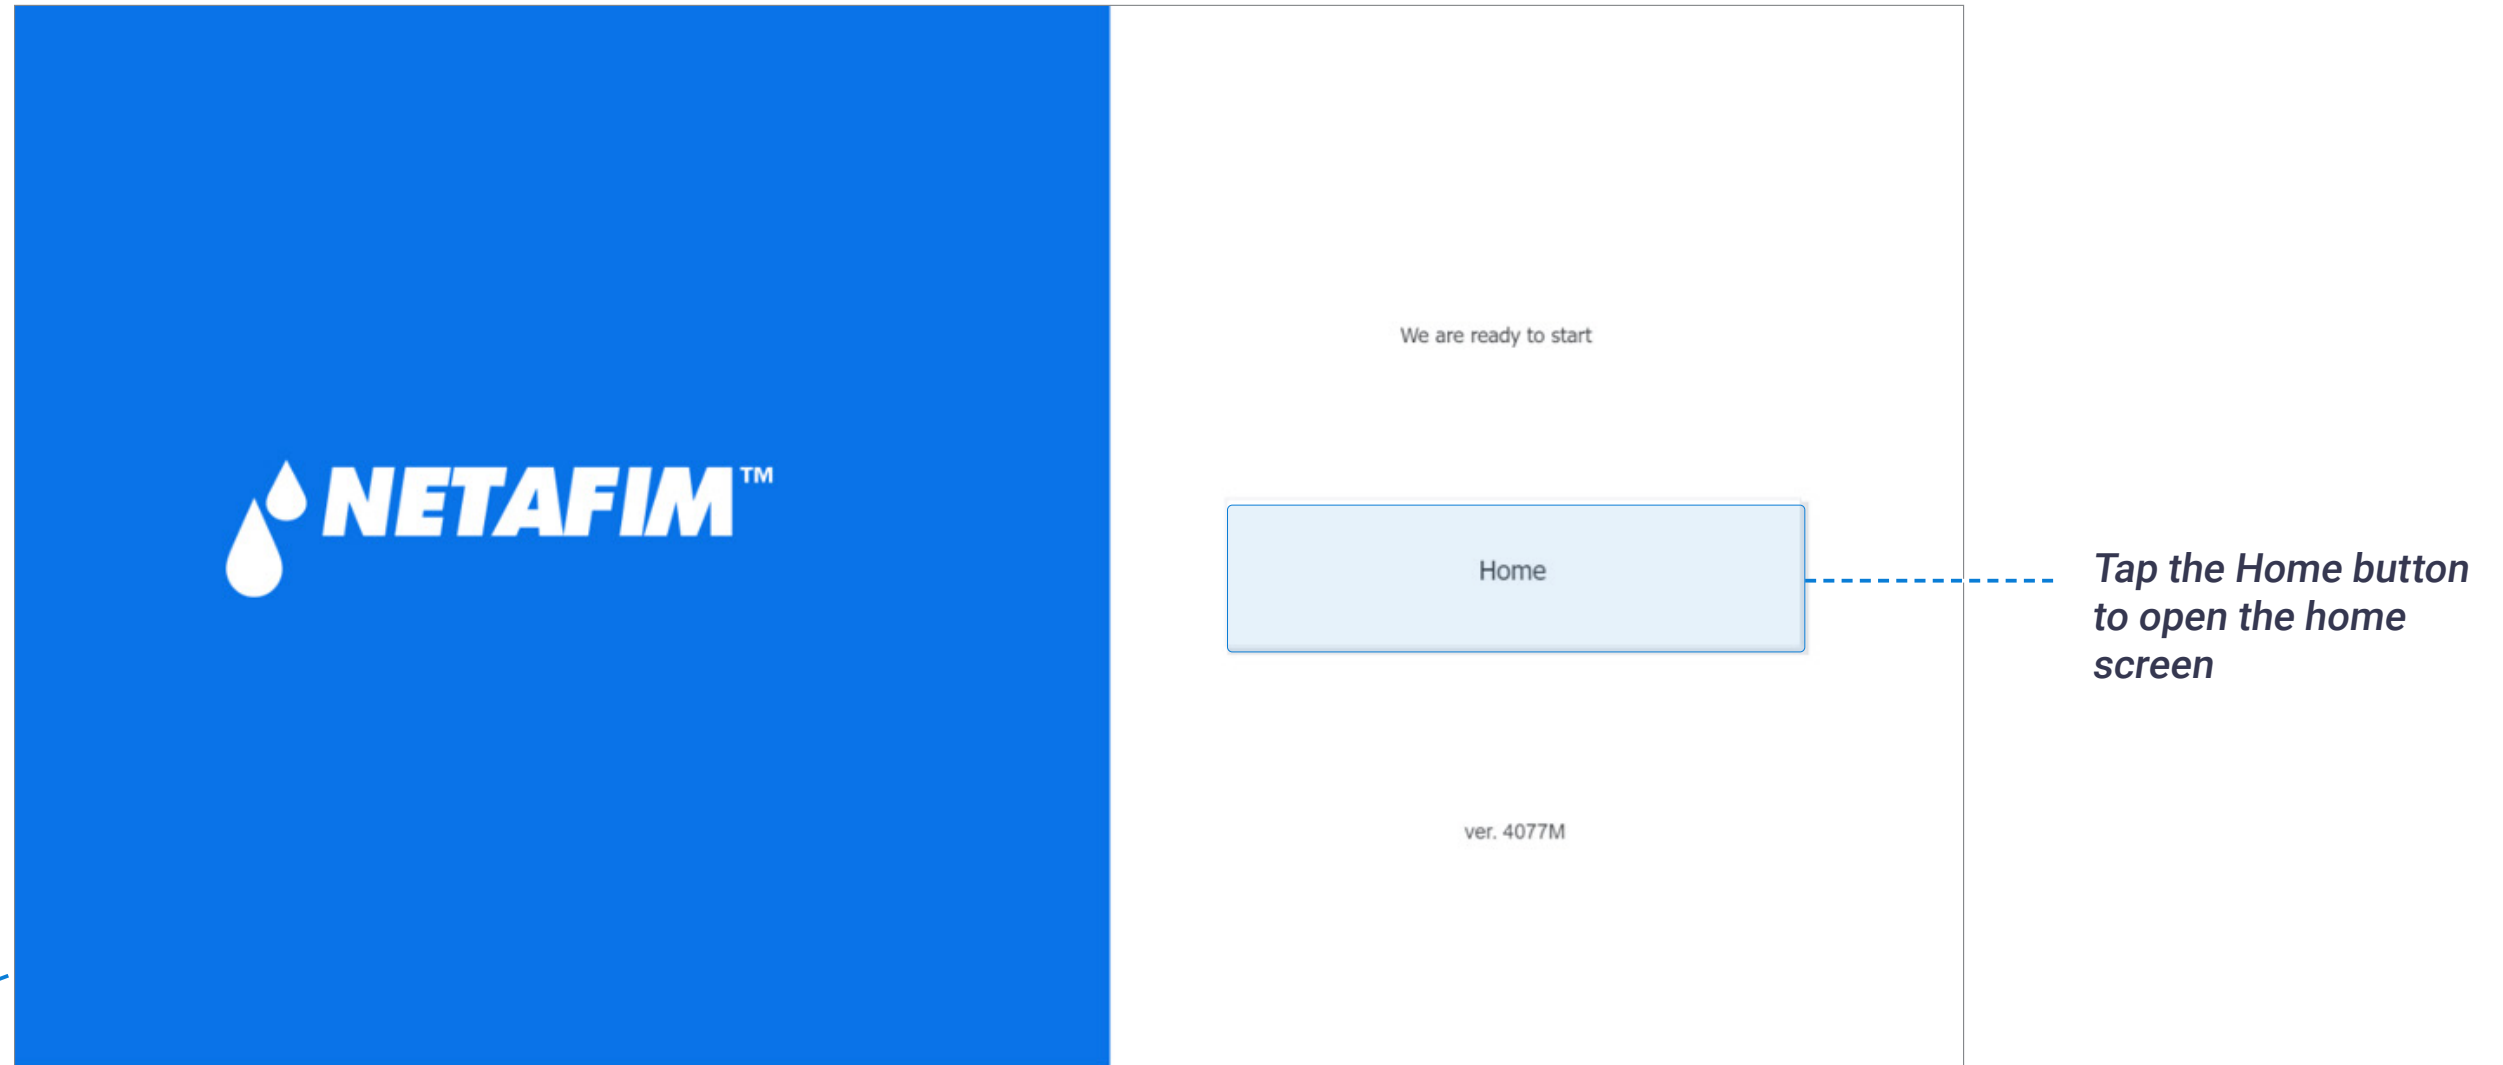 NETAFIM™
We are ready to start
Home
ver. 4077M
Tap the Home button
to open the home
screen